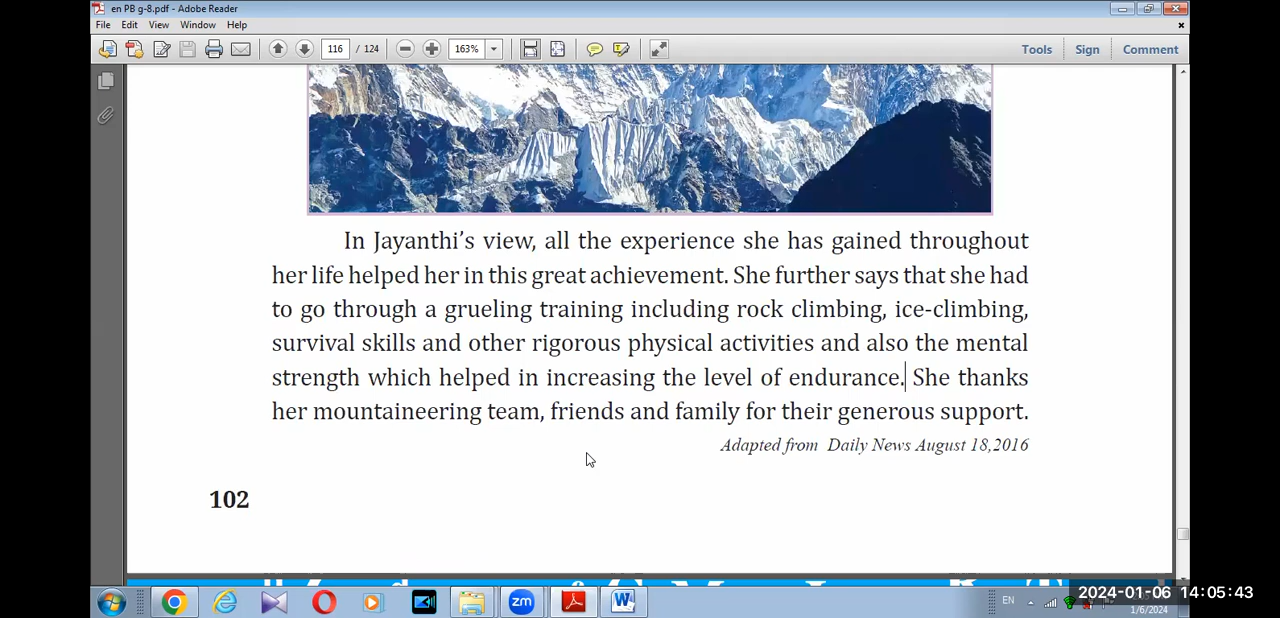 en PB g-8.pdf - Adobe Reader
File Edit View Window Help
116 / 124 163% Tools Sign Comment
In Jayanthi's view, all the experience she has gained throughout
her life helped her in this great achievement. She further says that she had
to go through a grueling training including rock climbing, ice-climbing,
survival skills and other rigorous physical activities and also the mental
strength which helped in increasing the level of endurance. She thanks
her mountaineering team, friends and family for their generous support.
Adapted from Daily News August 18,2016
102
EN
2024-01-06 14:05:43
1/6/2024